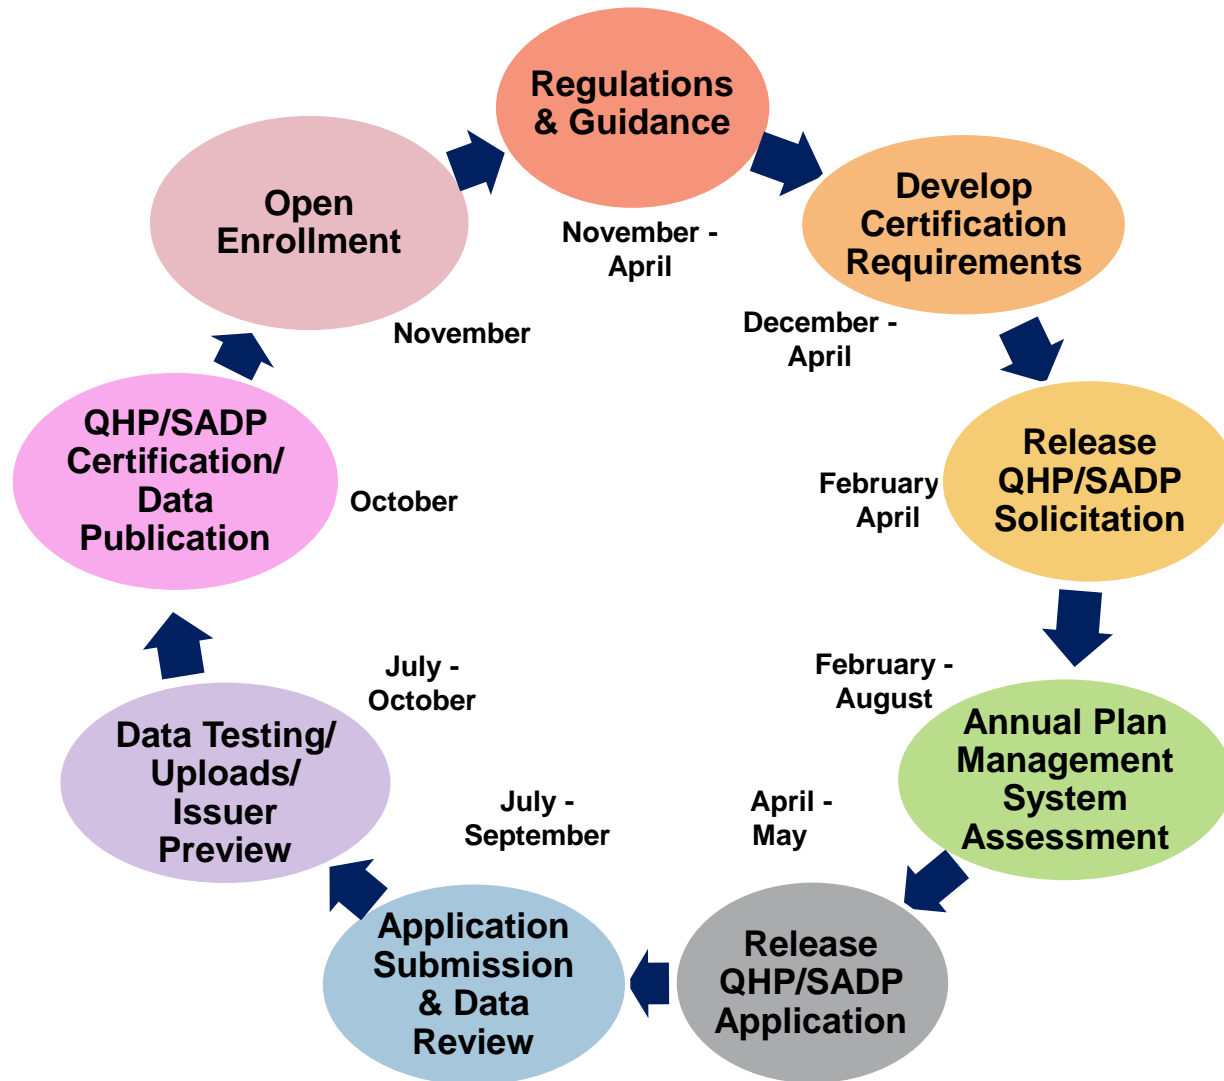 Regulations
& Guidance
November -
April
Develop
Certification
Requirements
December -
April
Release
QHP/SADP
Solicitation
February
April
Annual Plan
Management
System
Assessment
February -
August
Release
QHP/SADP
Application
April -
May
Application
Submission
& Data
Review
July -
September
Data Testing/
Uploads/
Issuer
Preview
July -
October
QHP/SADP
Certification/
Data
Publication
October
Open
Enrollment
November